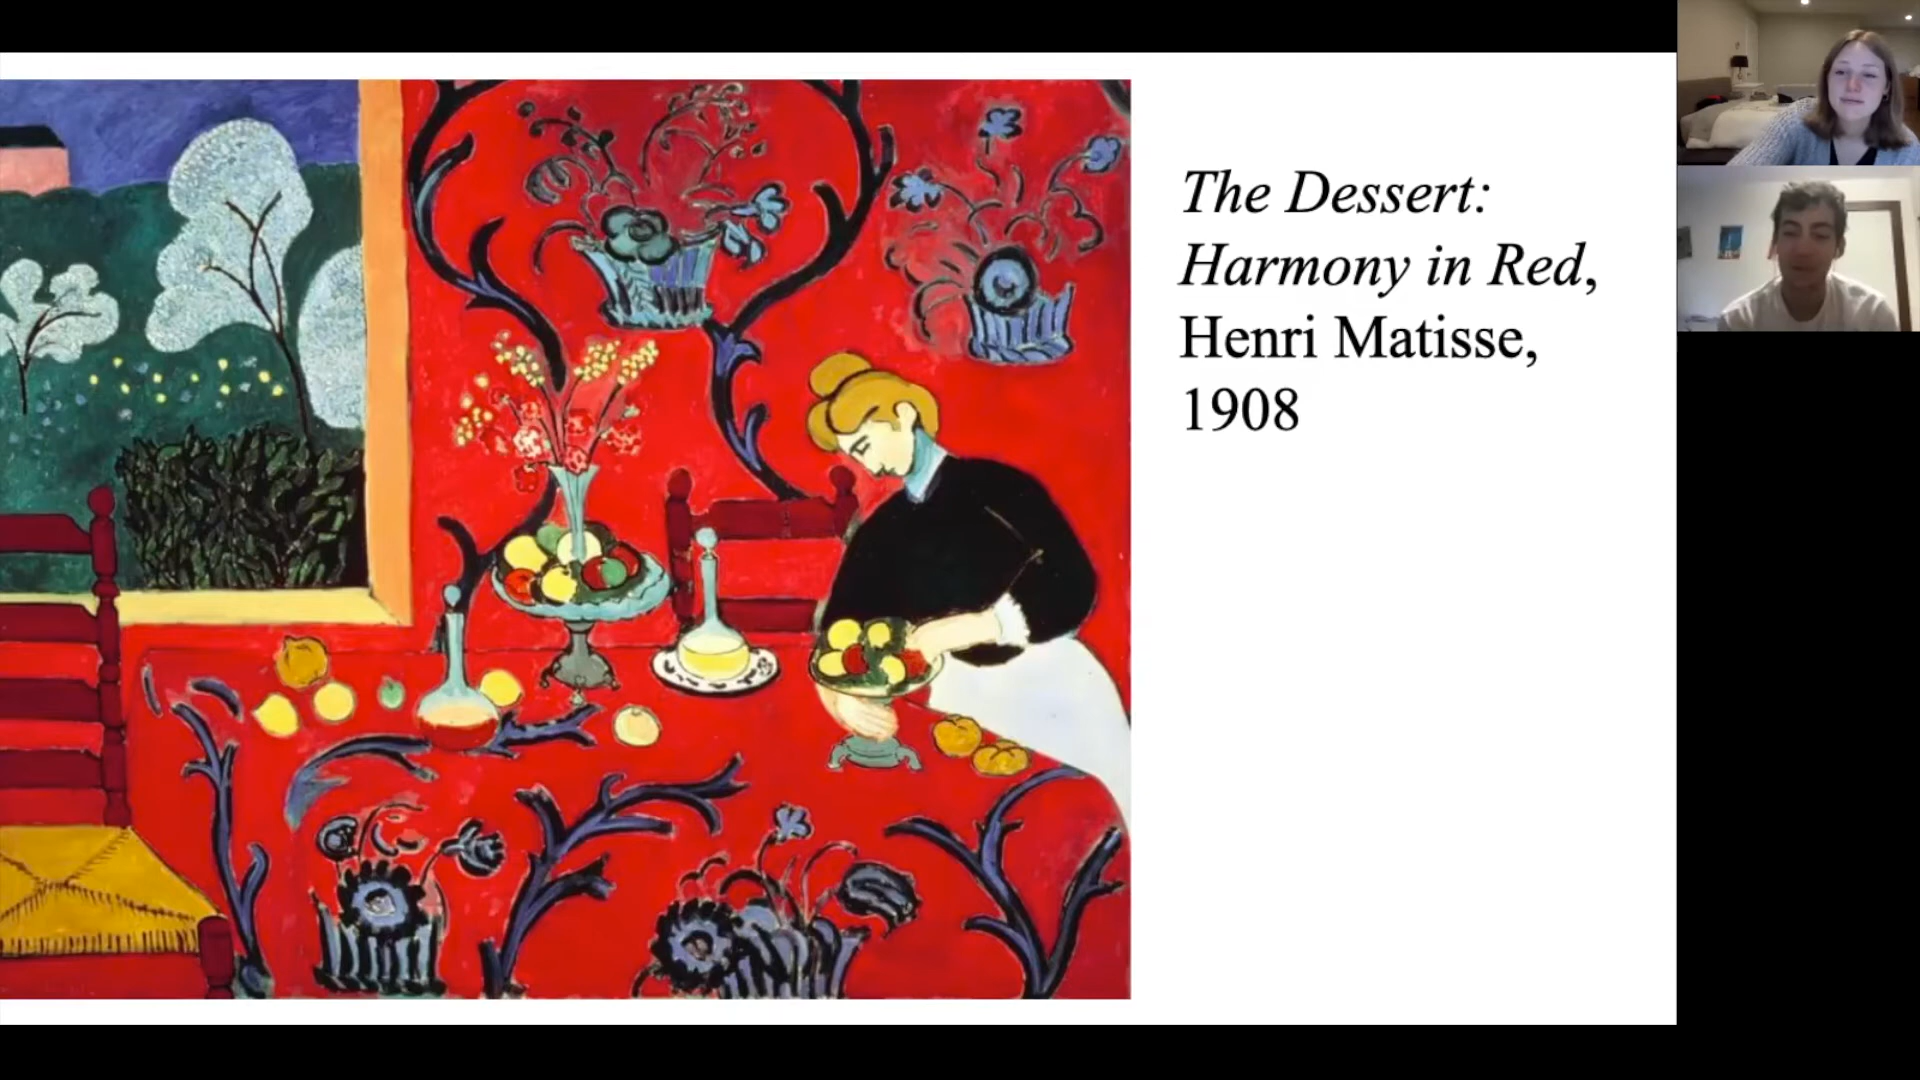 The Dessert:
Harmony in Red,
Henri Matisse,
1908